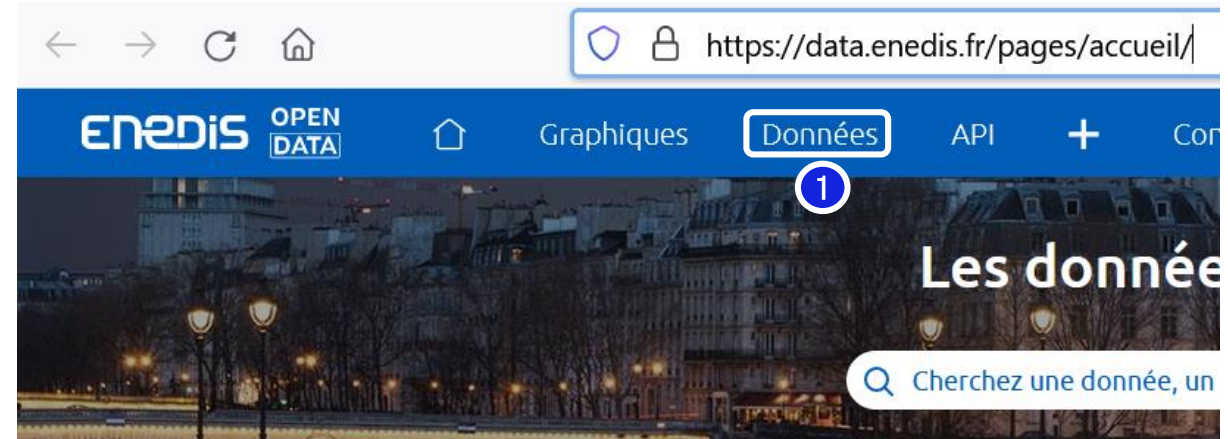 https://data.enedis.fr/pages/accueil/
ENEDIS OPEN DATA Graphiques Données API + Con
1
Les donnée
Cherchez une donnée, un